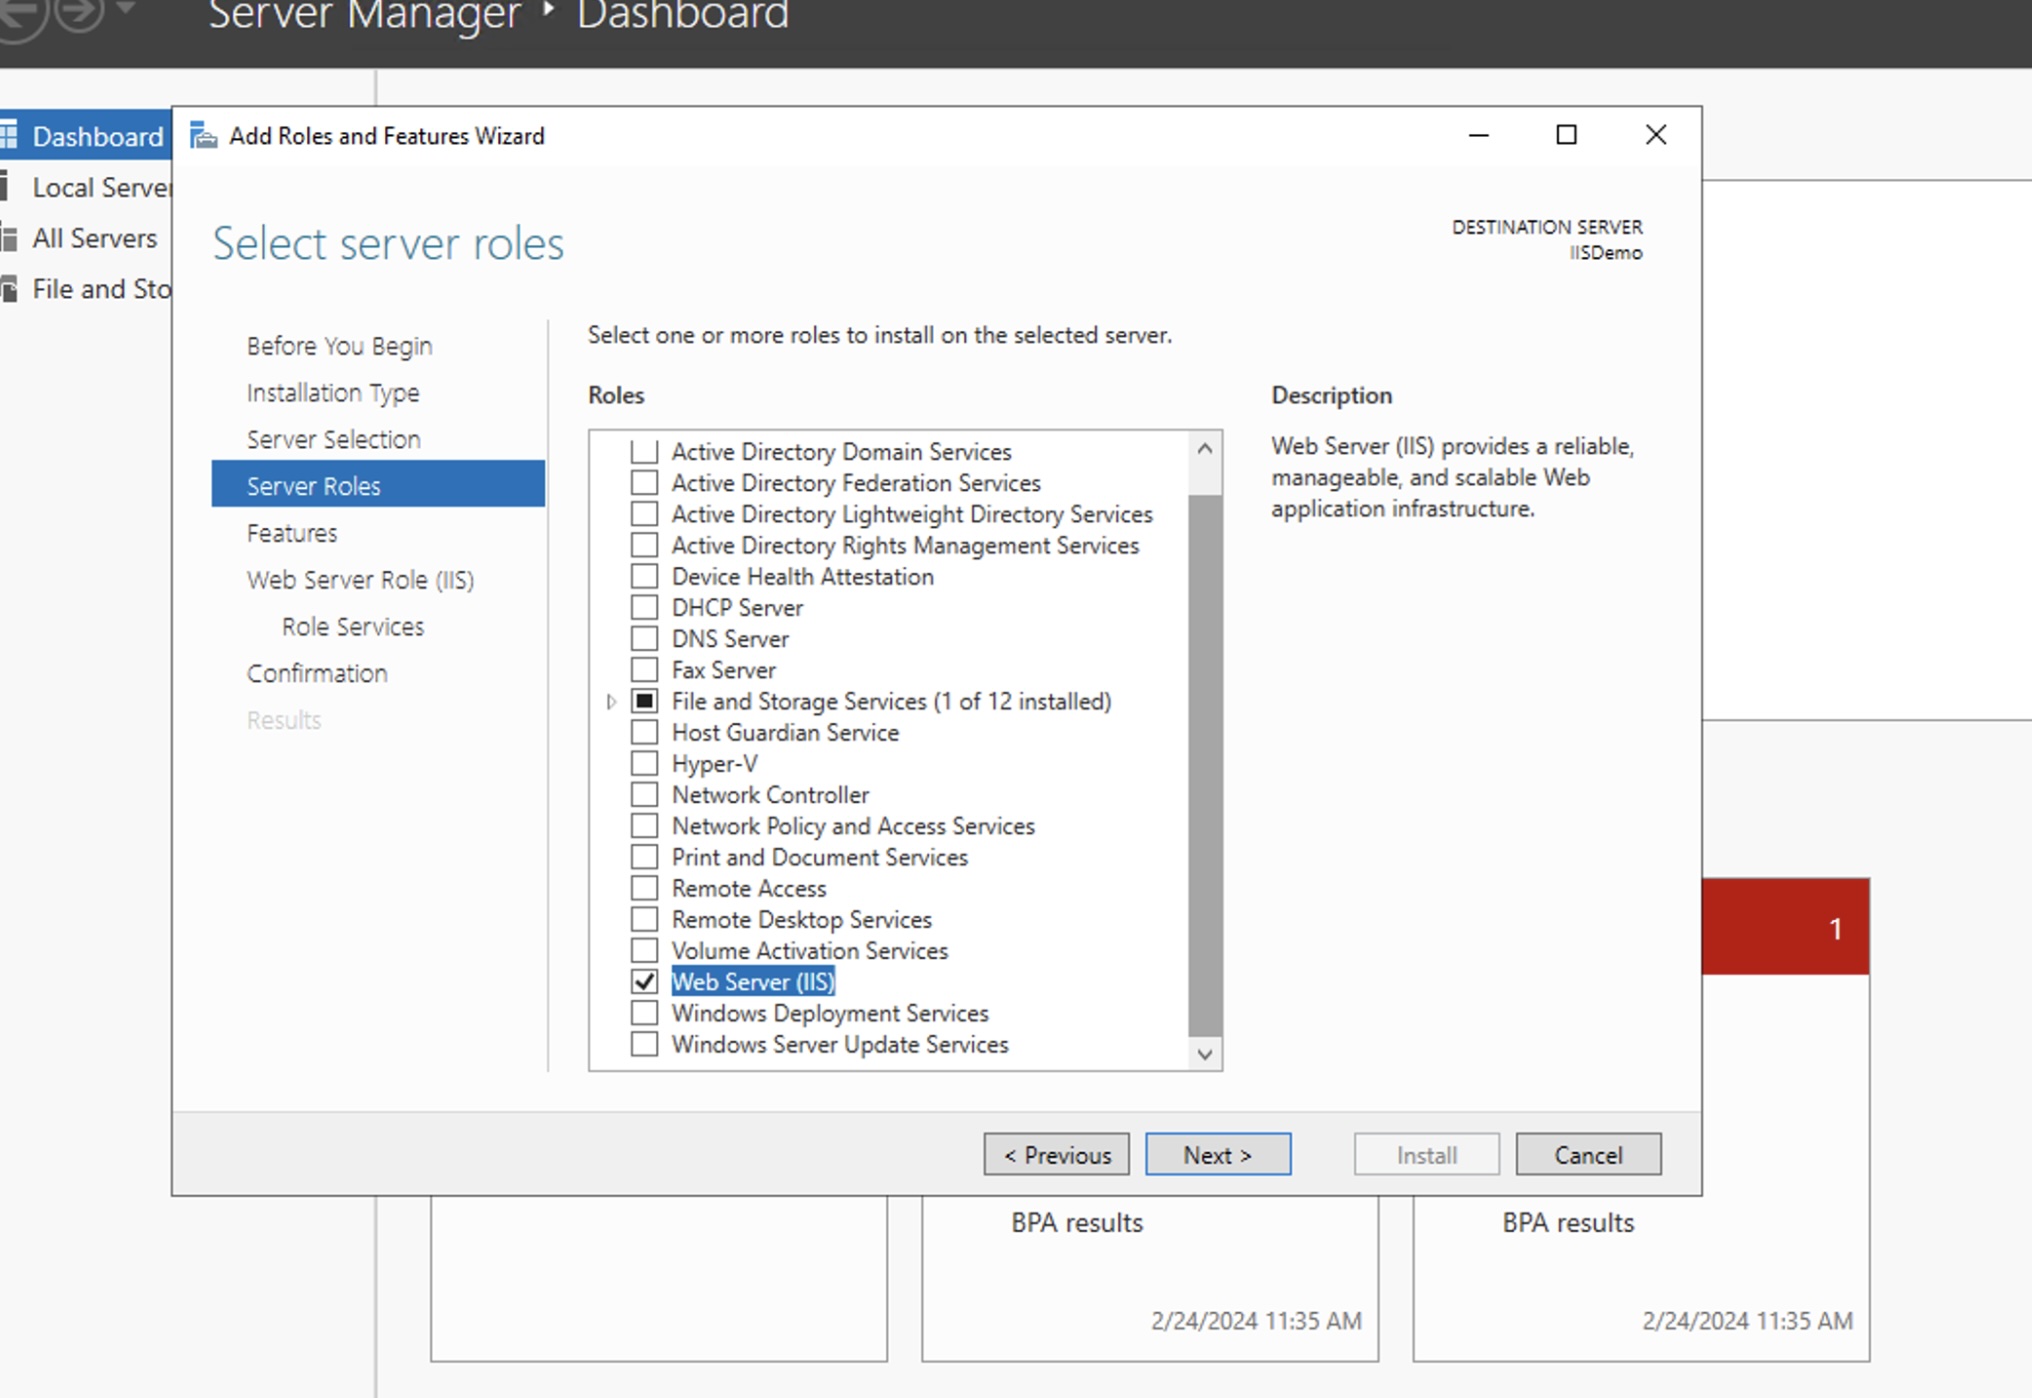 Server Manager ‣ Dashboard
Dashboard
Local Server
All Servers
File and Sto
Add Roles and Features Wizard
Select server roles
DESTINATION SERVER
IISDemo
Before You Begin
Installation Type
Server Selection
Server Roles
Features
Web Server Role (IIS)
Role Services
Confirmation
Results
Select one or more roles to install on the selected server.
Roles
Active Directory Domain Services
Active Directory Federation Services
Active Directory Lightweight Directory Services
Active Directory Rights Management Services
Device Health Attestation
DHCP Server
DNS Server
Fax Server
File and Storage Services (1 of 12 installed)
Host Guardian Service
Hyper-V
Network Controller
Network Policy and Access Services
Print and Document Services
Remote Access
Remote Desktop Services
Volume Activation Services
Web Server (IIS)
Windows Deployment Services
Windows Server Update Services
Description
Web Server (IIS) provides a reliable,
manageable, and scalable Web
application infrastructure.
1
< Previous
Next >
Install
Cancel
BPA results
2/24/2024 11:35 AM
BPA results
2/24/2024 11:35 AM